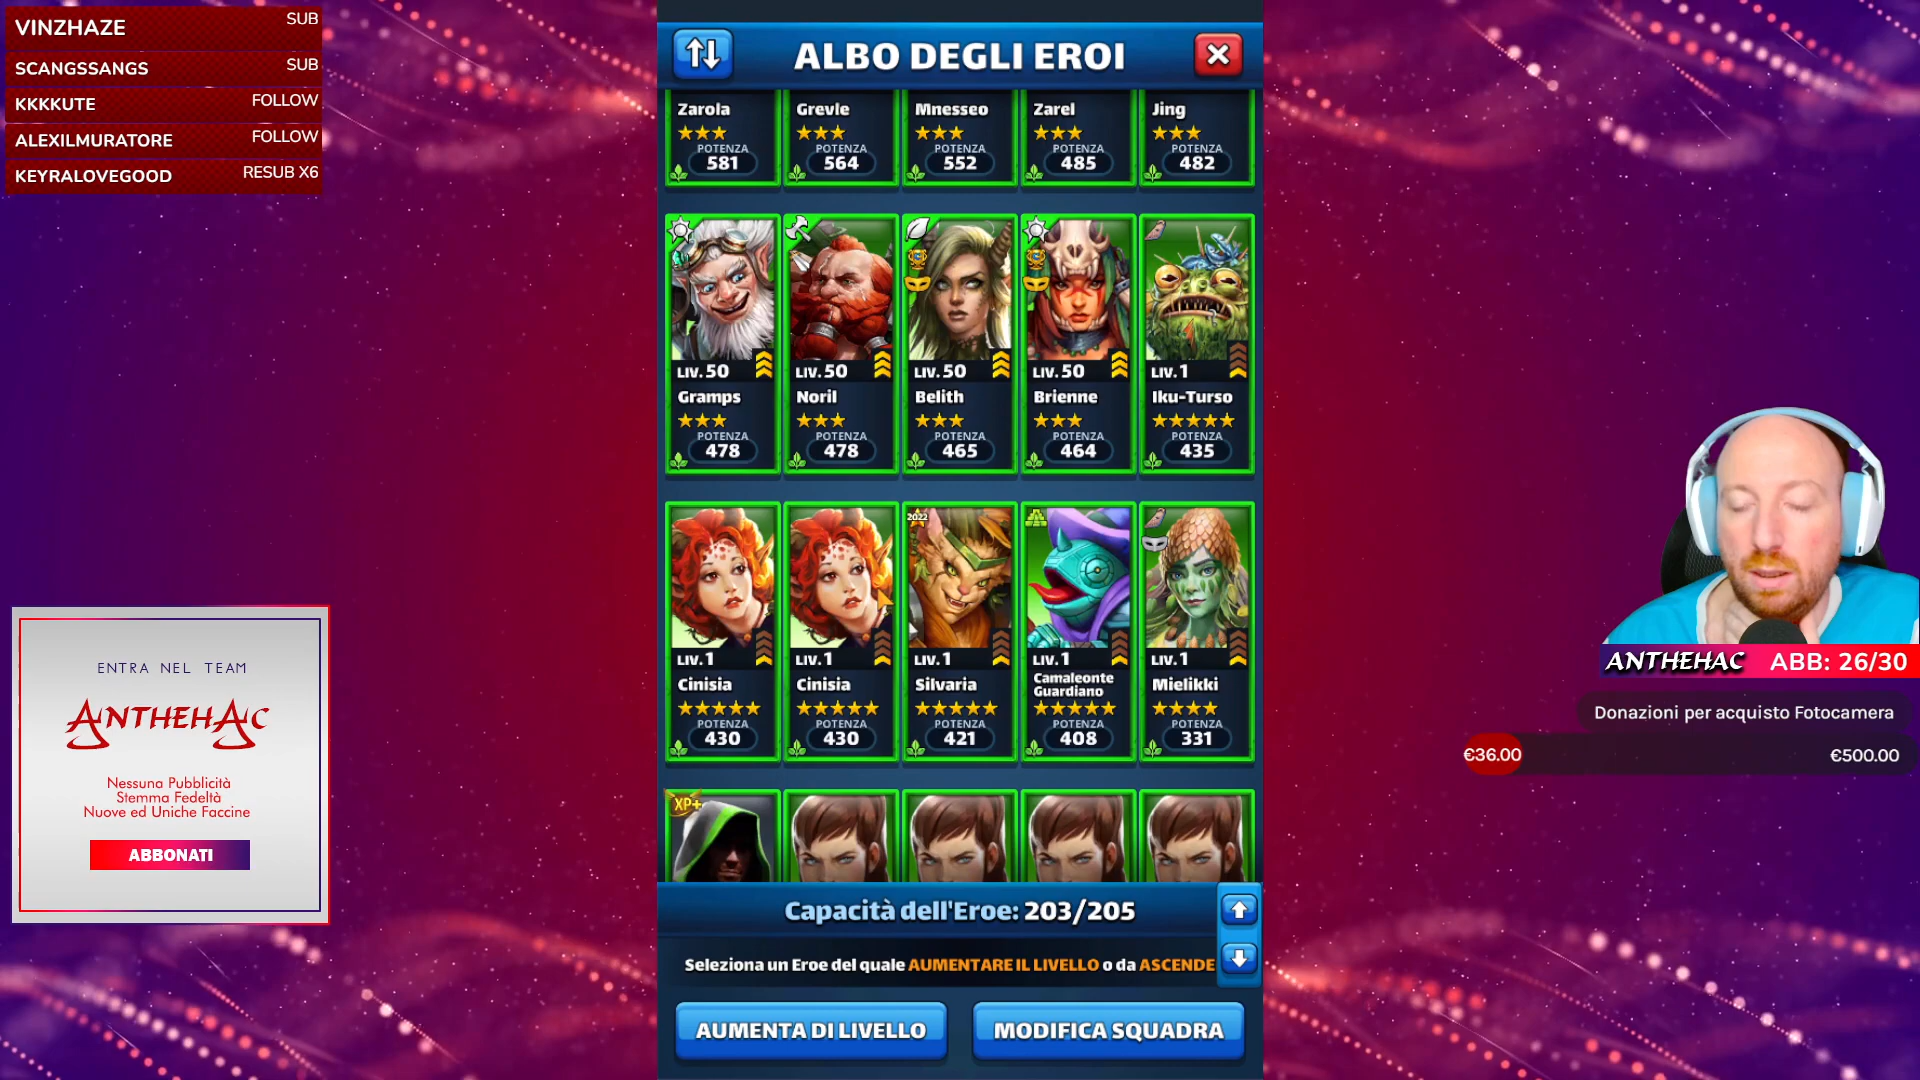 VINZHAZE SUB
SCANGSSANGS SUB
KKKKUTE FOLLOW
ALEXILMURATORE FOLLOW
KEYRALOVEGOOD RESUB X6
ALBO DEGLI EROI
Zarola Grevle Mnesseo Zarel Jing
POTENZA POTENZA POTENZA POTENZA POTENZA
581 564 552 485 482
LIV.50 LIV.50 LIV.50 LIV.50 LIV.1
Gramps Noril Belith Brienne Iku-Turso
POTENZA POTENZA POTENZA POTENZA POTENZA
478 478 465 464 435
2022
LIV.1 LIV.1 LIV.1 LIV.1 LIV.1
Cinisia Cinisia Silvaria Camaleonte Guardiano Mielikki
POTENZA POTENZA POTENZA POTENZA POTENZA
430 430 421 408 331
XP+
Capacità dell'Eroe: 203/205
Seleziona un Eroe del quale AUMENTARE IL LIVELLO o da ASCENDE
AUMENTA DI LIVELLO MODIFICA SQUADRA
ENTRA NEL TEAM
ANTHEHAC
Nessuna Pubblicità
Stemma Fedeltà
Nuove ed Uniche Faccine
ABBONATI
ANTHEHAC ABB: 26/30
Donazioni per acquisto Fotocamera
€36.00 €500.00